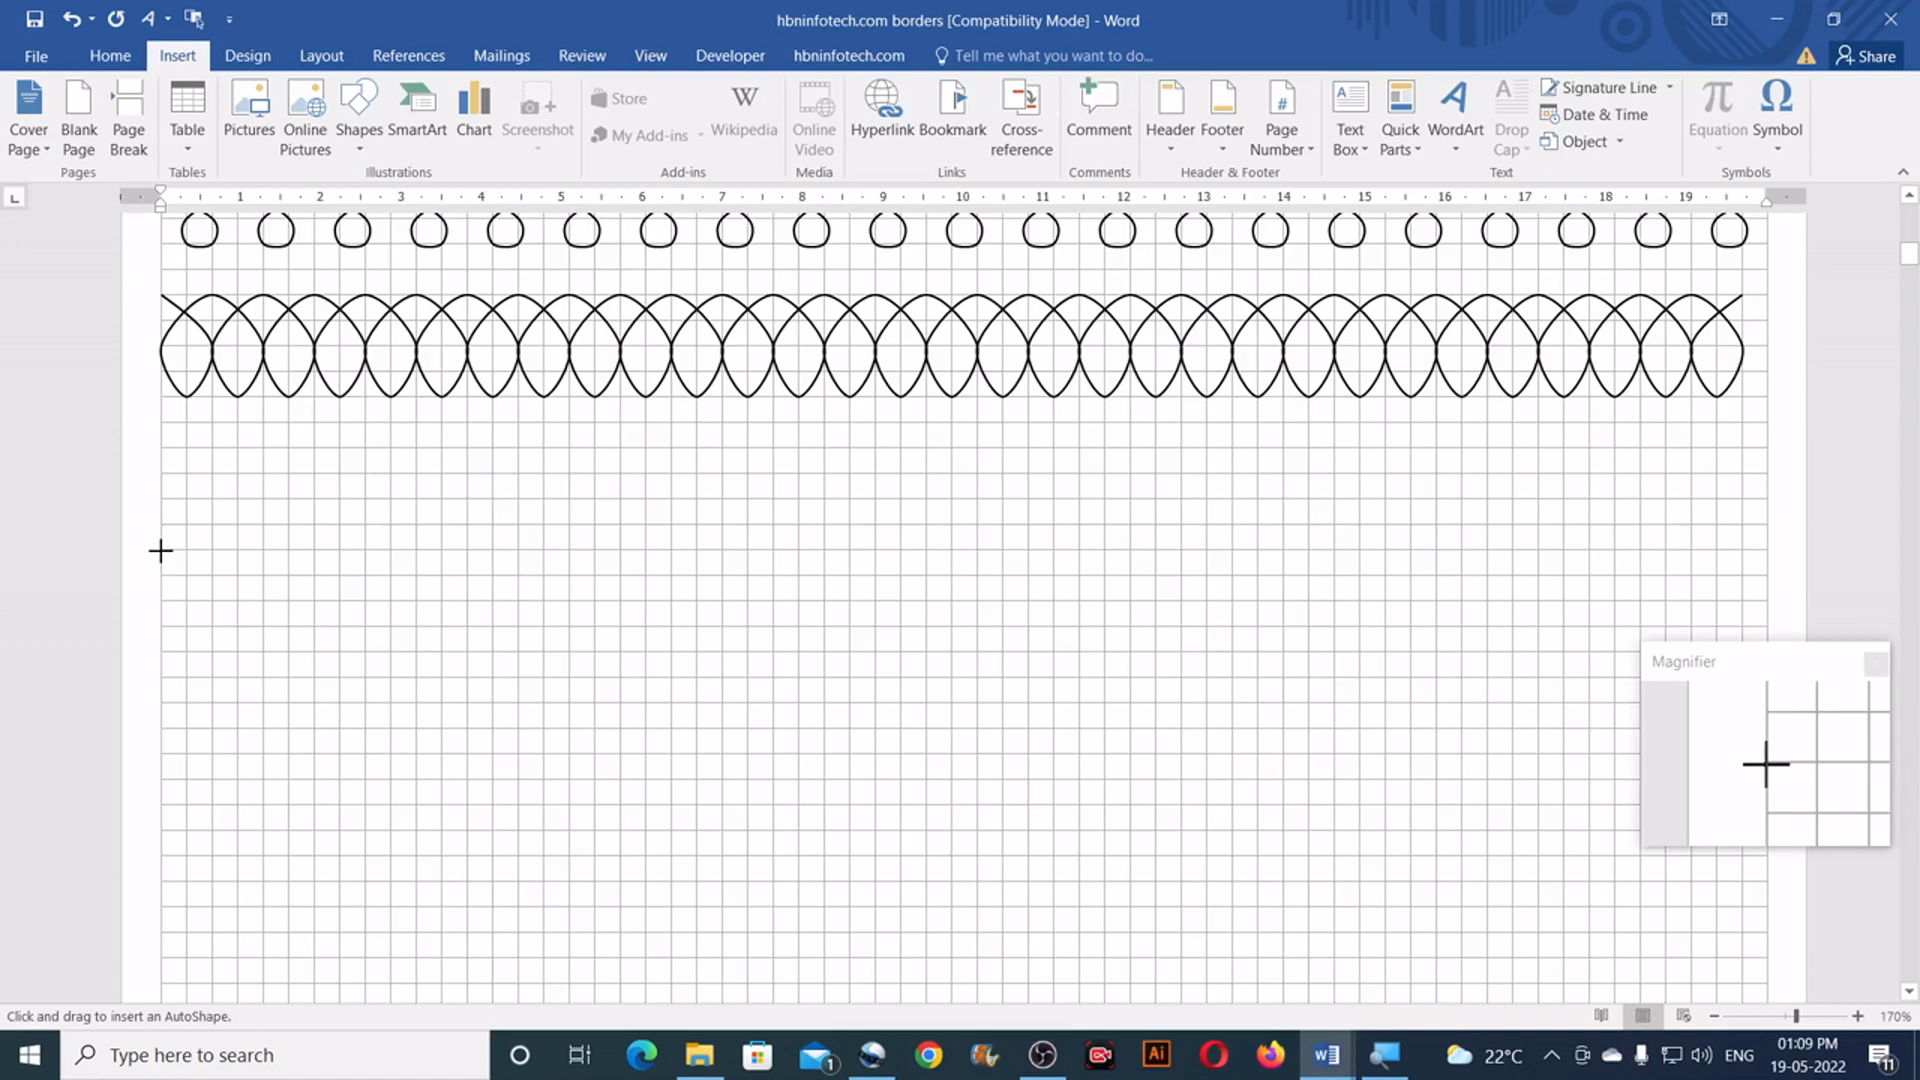 hbninfotech.com borders [Compatibility Mode] - Word
File Home Insert Design Layout References Mailings Review View Developer hbninfotech.com Tell me what you want to do... Share
Cover Page Blank Page Page Break
Pages
Table
Tables
Pictures Online Pictures Shapes SmartArt Chart Screenshot
Illustrations
Store
My Add-ins Wikipedia
Add-ins
Online Video
Media
Hyperlink Bookmark Cross-reference
Links
Comment
Comments
Header Footer Page Number
Header & Footer
Text Box Quick Parts WordArt Drop Cap
Signature Line
Date & Time
Object
Text
Equation Symbol
Symbols
1 2 3 4 5 6 7 8 9 10 11 12 13 14 15 16 17 18 19
Magnifier
Click and drag to insert an AutoShape.
170%
Type here to search
1
Ai
22°C
ENG
01:09 PM
19-05-2022
11